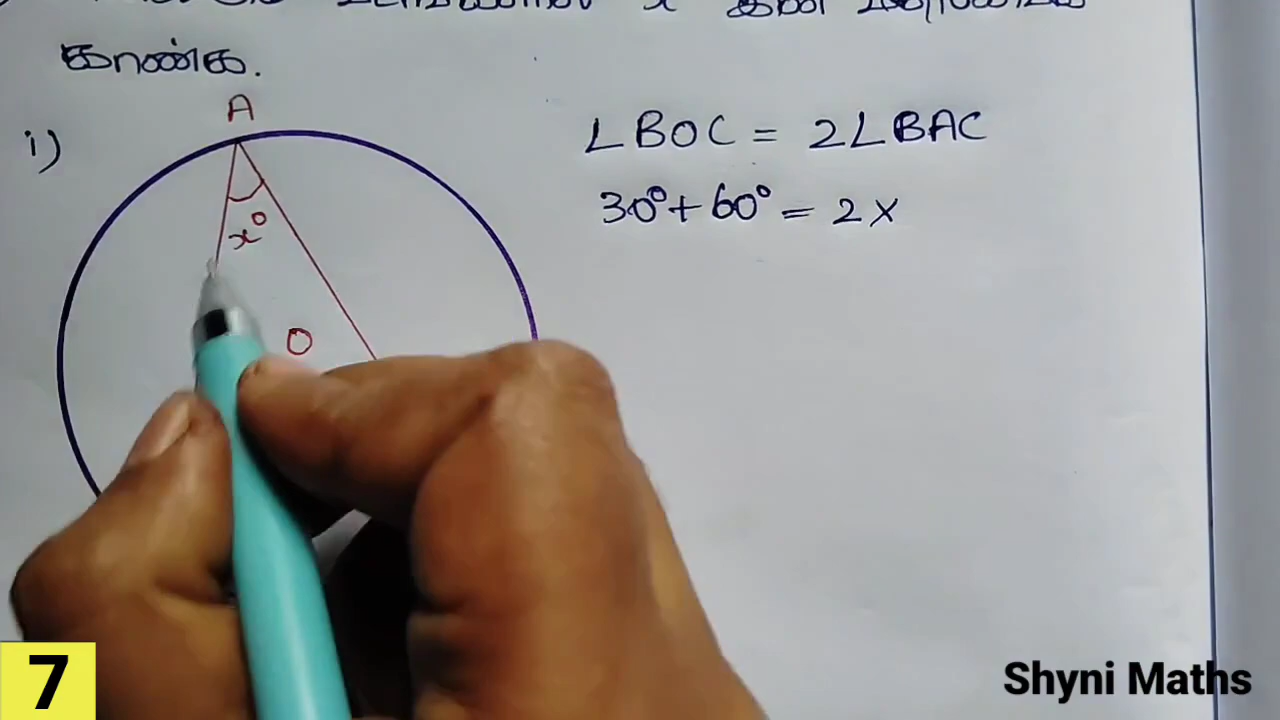 காண்க.
i)
A
∠BOC = 2∠BAC
30° + 60° = 2x
x°
O
7
Shyni Maths